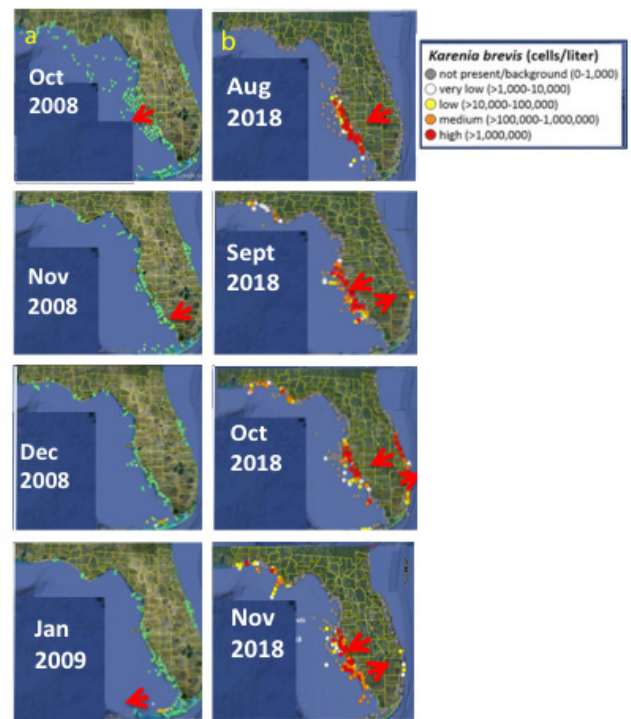 a
b
Oct
2008
Aug
2018
Karenia brevis (cells/liter)
not present/background (0-1,000)
very low (>1,000-10,000)
low (>10,000-100,000)
medium (>100,000-1,000,000)
high (>1,000,000)
Nov
2008
Sept
2018
Dec
2008
Oct
2018
Jan
2009
Nov
2018